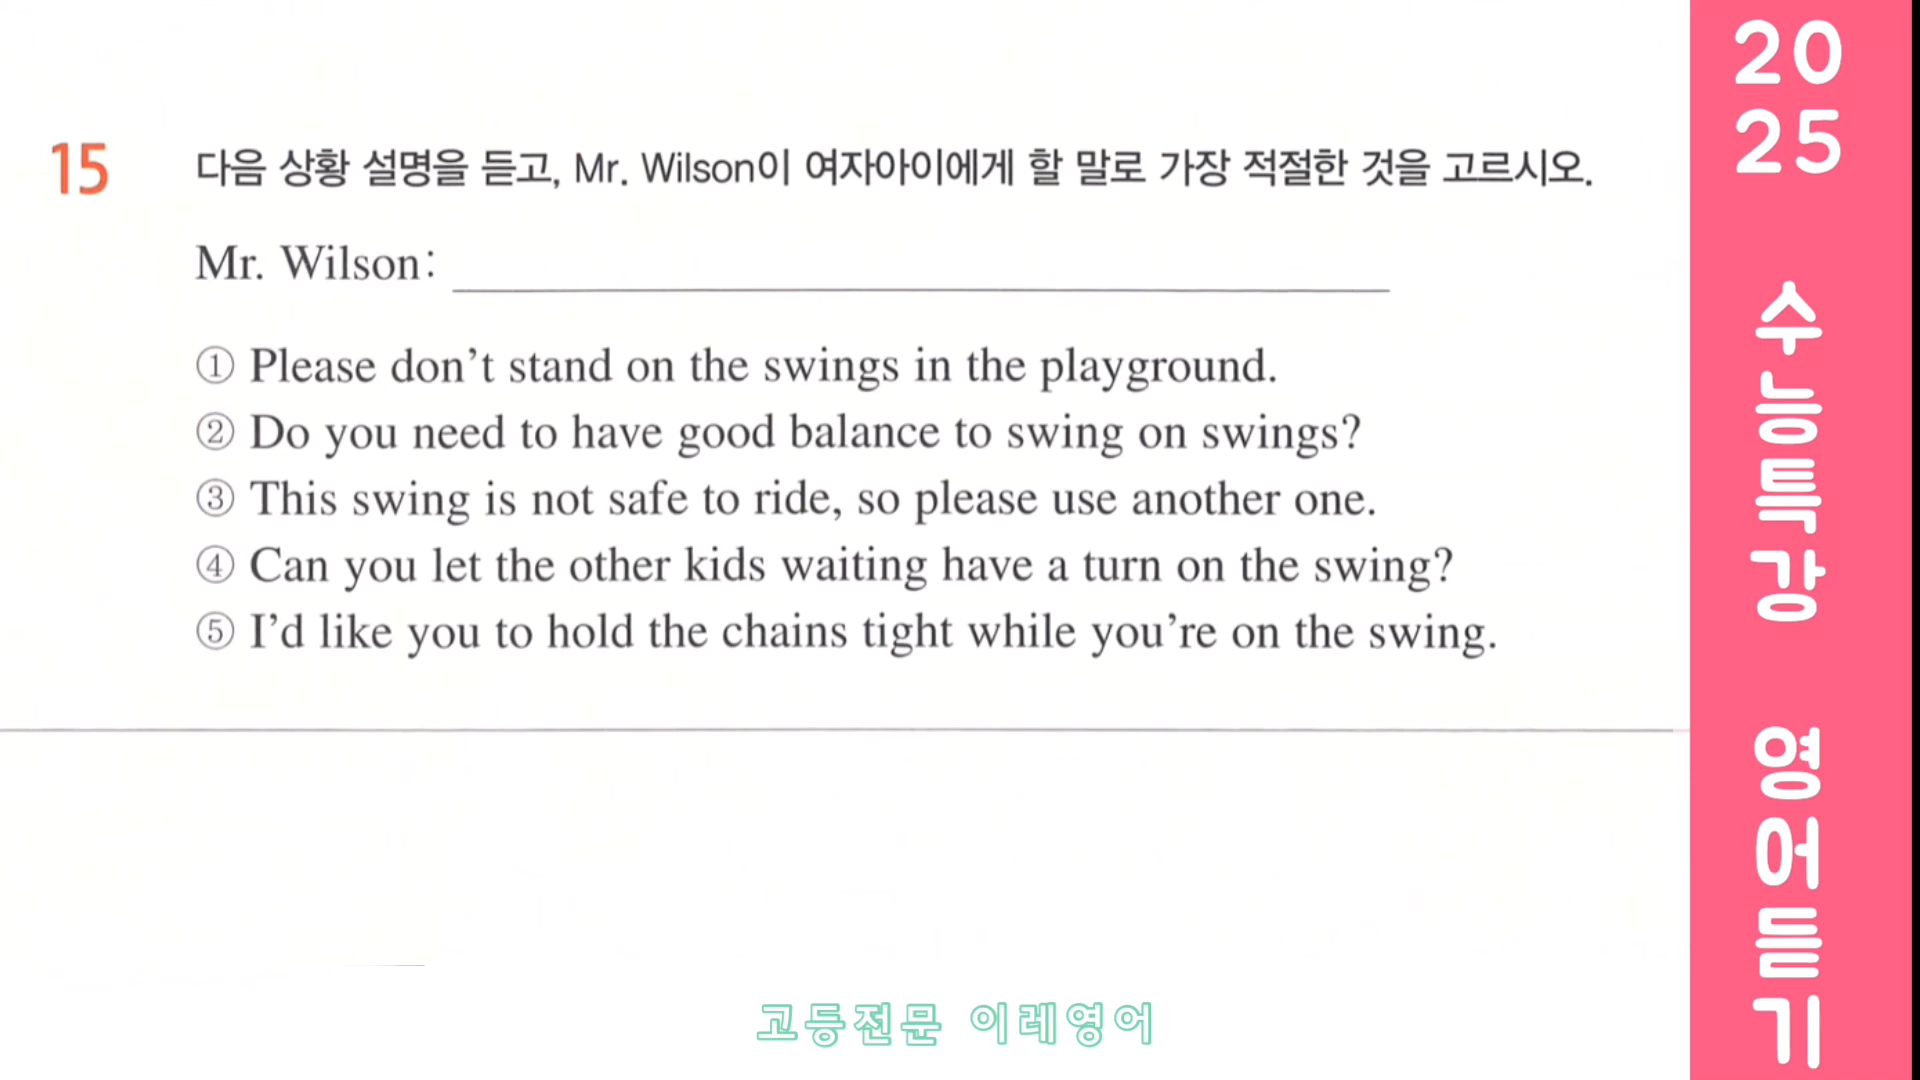 15 다음 상황 설명을 듣고, Mr. Wilson이 여자아이에게 할 말로 가장 적절한 것을 고르시오.
Mr. Wilson:
① Please don’t stand on the swings in the playground.
② Do you need to have good balance to swing on swings?
③ This swing is not safe to ride, so please use another one.
④ Can you let the other kids waiting have a turn on the swing?
⑤ I’d like you to hold the chains tight while you’re on the swing.
고등전문 이레영어
2025 수능특강 영어듣기